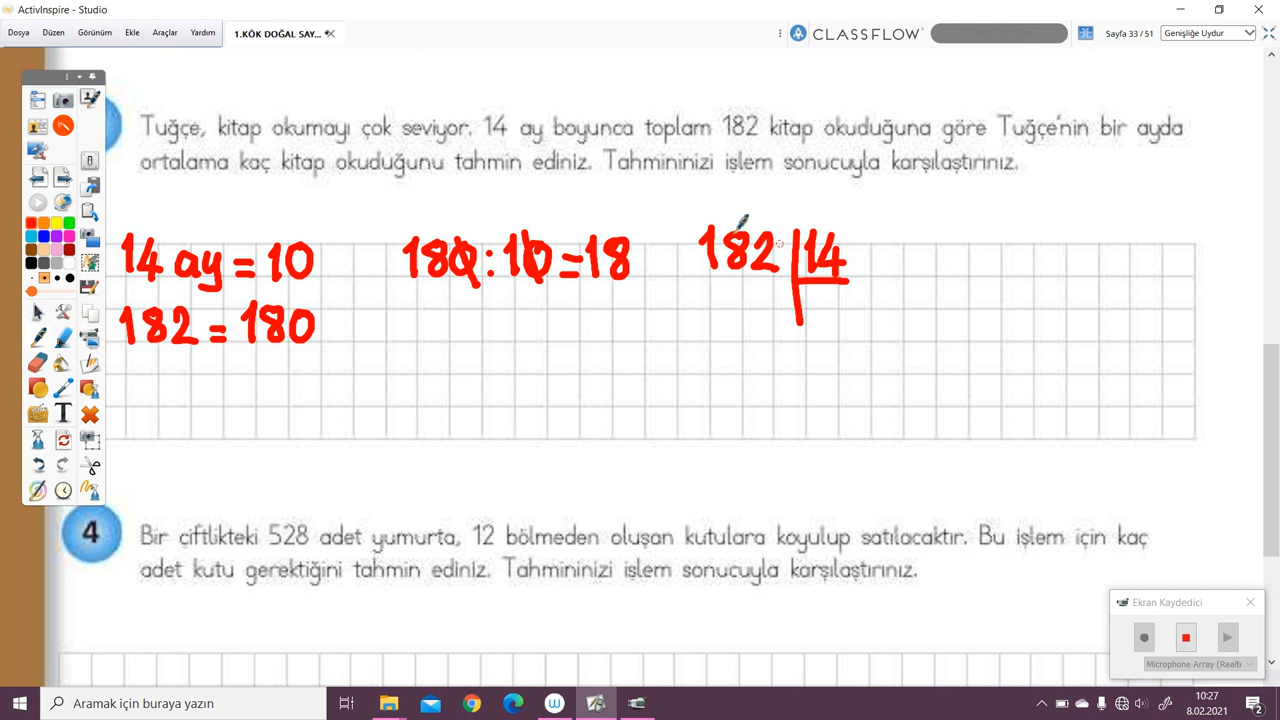 ActivInspire - Studio
Dosya Düzen Görünüm Ekle Araçlar Yardım
1.KÖK DOĞAL SAY...
CLASSFLOW
Sayfa 33 / 51
Genişliğe Uydur
Tuğçe, kitap okumayı çok seviyor. 14 ay boyunca toplam 182 kitap okuduğuna göre Tuğçe'nin bir ayda
ortalama kaç kitap okuduğunu tahmin ediniz. Tahmininizi işlem sonucuyla karşılaştırınız.
14 ay = 10
182 = 180
180 : 10 = 18
182 14
4
Bir çiftlikteki 528 adet yumurta, 12 bölmeden oluşan kutulara koyulup satılacaktır. Bu işlem için kaç
adet kutu gerektiğini tahmin ediniz. Tahmininizi işlem sonucuyla karşılaştırınız.
Ekran Kaydedici
Microphone Array (Realte
Aramak için buraya yazın
10:27
8.02.2021
2